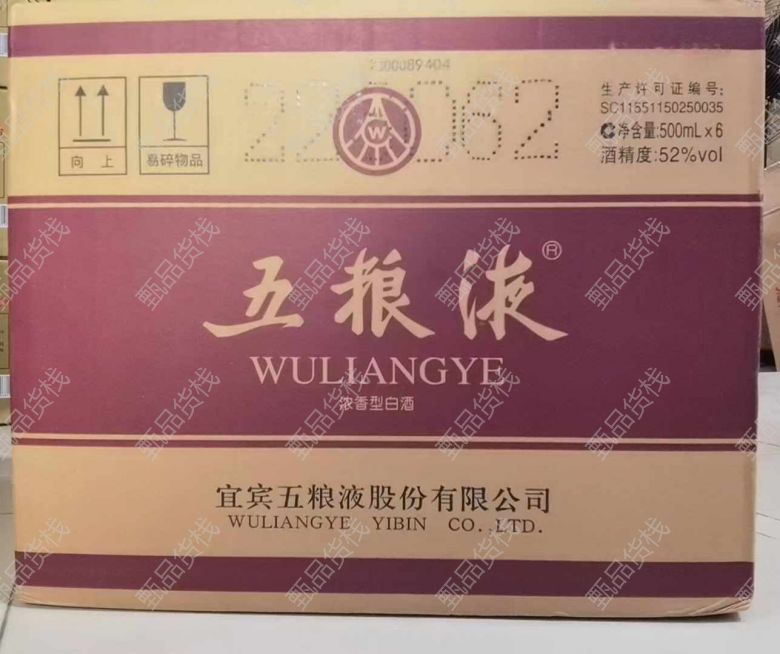 向 上
易碎物品
W
生产许可证编号:
SC11551150250035
净含量:500mL x 6
酒精度:52%vol
五粮液®
WULIANGYE
浓香型白酒
宜宾五粮液股份有限公司
WULIANGYE YIBIN CO.,LTD.
甄品货栈